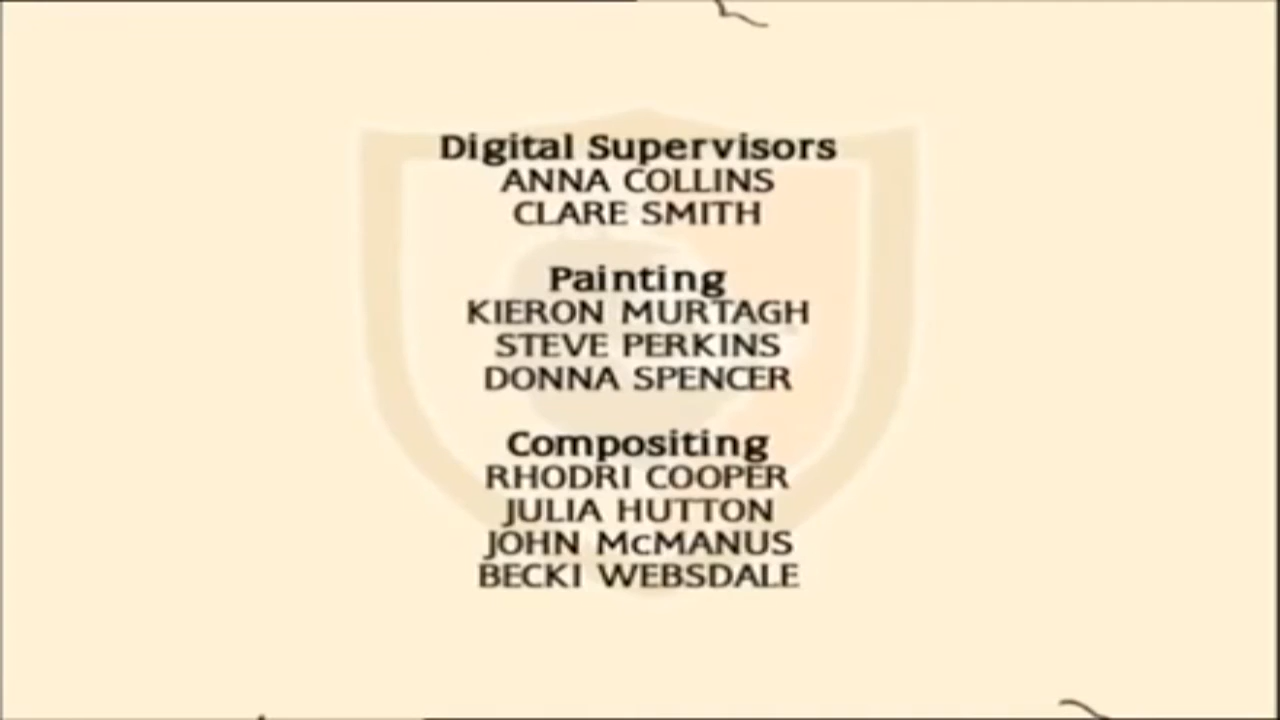 Digital Supervisors
ANNA COLLINS
CLARE SMITH
Painting
KIERON MURTAGH
STEVE PERKINS
DONNA SPENCER
Compositing
RHODRI COOPER
JULIA HUTTON
JOHN McMANUS
BECKI WEBSDALE